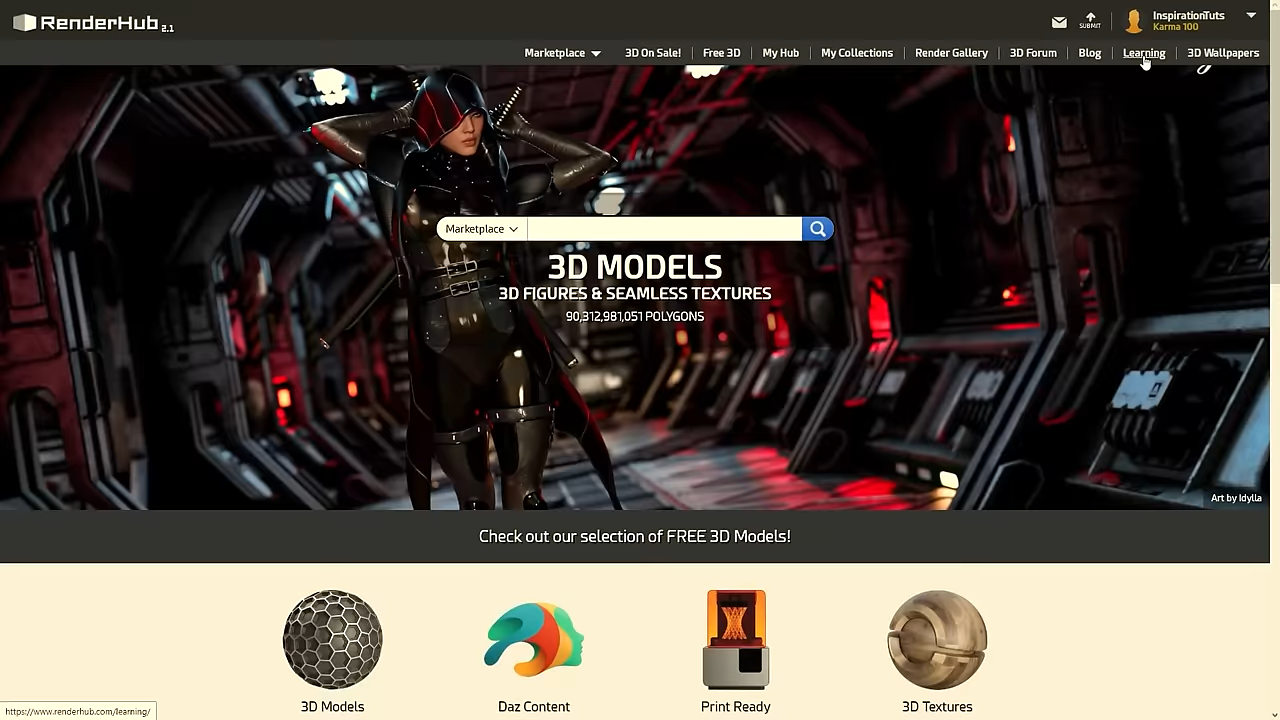 RenderHub 2.1
SUBMIT
InspirationTuts
Karma 100
Marketplace
3D On Sale!
Free 3D
My Hub
My Collections
Render Gallery
3D Forum
Blog
Learning
3D Wallpapers
Marketplace
3D MODELS
3D FIGURES & SEAMLESS TEXTURES
90,312,981,051 POLYGONS
Art by Idylla
Check out our selection of FREE 3D Models!
3D Models
Daz Content
Print Ready
3D Textures
https://www.renderhub.com/learning/